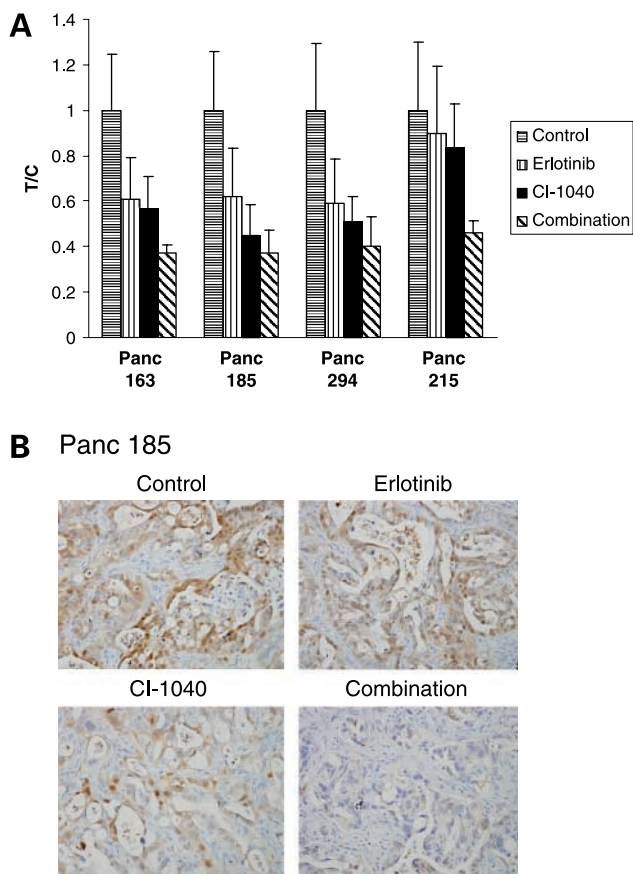 A
T/C
1.4
1.2
1
0.8
0.6
0.4
0.2
0
Panc
163
Panc
185
Panc
294
Panc
215
Control
Erlotinib
CI-1040
Combination
B Panc 185
Control Erlotinib
CI-1040 Combination